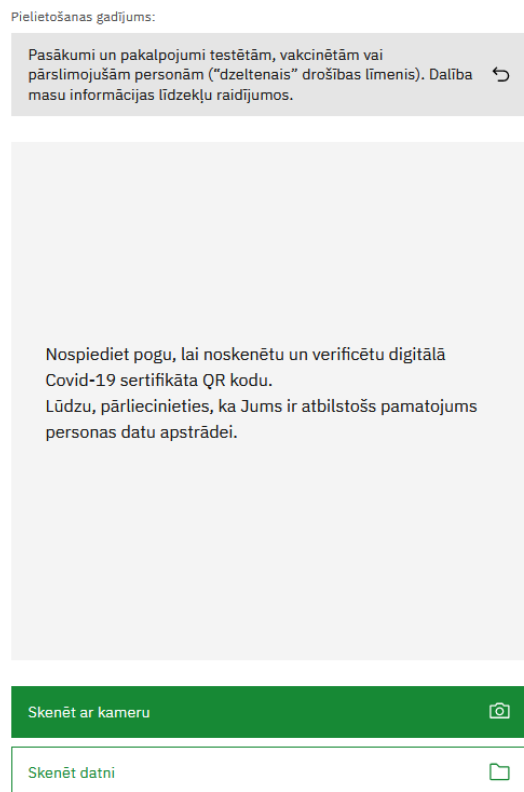 Pielietošanas gadījums:
Pasākumi un pakalpojumi testētām, vakcinētām vai
pārslimojušām personām (“dzeltenais” drošības līmenis). Dalība
masu informācijas līdzekļu raidījumos.
Nospiediet pogu, lai noskenētu un verificētu digitālā
Covid-19 sertifikāta QR kodu.
Lūdzu, pārliecinieties, ka Jums ir atbilstošs pamatojums
personas datu apstrādei.
Skenēt ar kameru
Skenēt datni